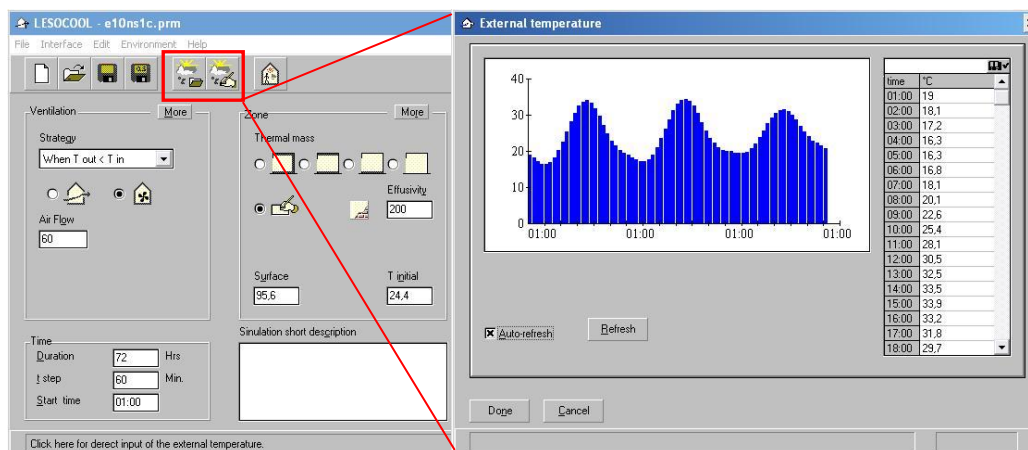 LESOCOOL - e10ns1c.prm
File Interface Edit Environment Help
Ventilation
More
Strategy
When T out < T in
Air Flow
60
Zone
More
Thermal mass
Effusivity
200
Surface
95,6
T initial
24,4
Time
Duration
72
Hrs
t step
60
Min.
Start time
01:00
Sinulation short description
Click here for derect input of the external temperature.
External temperature
40
30
20
10
0
01:00 01:00 01:00 01:00
Auto-refresh
Refresh
time °C
01:00 19
02:00 18,1
03:00 17,2
04:00 16,3
05:00 16,3
06:00 16,8
07:00 18,1
08:00 20,1
09:00 22,6
10:00 25,4
11:00 28,1
12:00 30,5
13:00 32,5
14:00 33,5
15:00 33,9
16:00 33,2
17:00 31,8
18:00 29,7
Done
Cancel